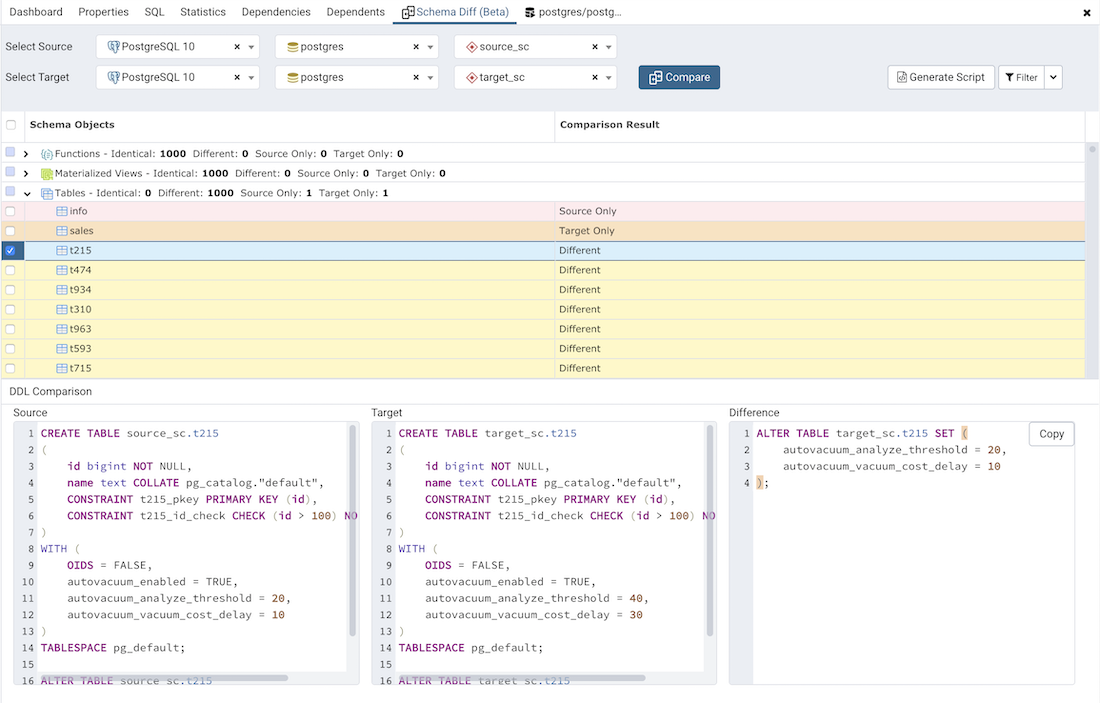 Dashboard Properties SQL Statistics Dependencies Dependents Schema Diff (Beta) postgres/postg...
Select Source PostgreSQL 10 postgres source_sc
Select Target PostgreSQL 10 postgres target_sc Compare Generate Script Filter
Schema Objects Comparison Result
Functions - Identical: 1000 Different: 0 Source Only: 0 Target Only: 0
Materialized Views - Identical: 1000 Different: 0 Source Only: 0 Target Only: 0
Tables - Identical: 0 Different: 1000 Source Only: 1 Target Only: 1
info Source Only
sales Target Only
t215 Different
t474 Different
t934 Different
t310 Different
t963 Different
t593 Different
t715 Different
DDL Comparison
Source
1 CREATE TABLE source_sc.t215
2 (
3 id bigint NOT NULL,
4 name text COLLATE pg_catalog."default",
5 CONSTRAINT t215_pkey PRIMARY KEY (id),
6 CONSTRAINT t215_id_check CHECK (id > 100) NO
7 )
8 WITH (
9 OIDS = FALSE,
10 autovacuum_enabled = TRUE,
11 autovacuum_analyze_threshold = 20,
12 autovacuum_vacuum_cost_delay = 10
13 )
14 TABLESPACE pg_default;
15
16 ALTER TABLE source_sc.t215
Target
1 CREATE TABLE target_sc.t215
2 (
3 id bigint NOT NULL,
4 name text COLLATE pg_catalog."default",
5 CONSTRAINT t215_pkey PRIMARY KEY (id),
6 CONSTRAINT t215_id_check CHECK (id > 100) NO
7 )
8 WITH (
9 OIDS = FALSE,
10 autovacuum_enabled = TRUE,
11 autovacuum_analyze_threshold = 40,
12 autovacuum_vacuum_cost_delay = 30
13 )
14 TABLESPACE pg_default;
15
16 ALTER TABLE target_sc.t215
Difference
Copy
1 ALTER TABLE target_sc.t215 SET (
2 autovacuum_analyze_threshold = 20,
3 autovacuum_vacuum_cost_delay = 10
4 );